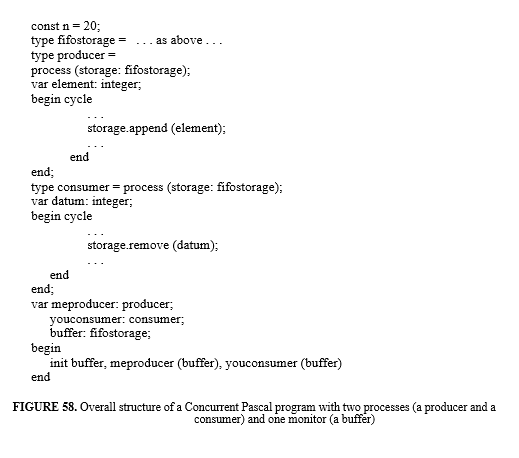 const n = 20;
type fifostorage = . . . as above . . .
type producer =
process (storage: fifostorage);
var element: integer;
begin cycle
. . .
storage.append (element);
. . .
end
end;
type consumer = process (storage: fifostorage);
var datum: integer;
begin cycle
. . .
storage.remove (datum);
. . .
end
end;
var meproducer: producer;
youconsumer: consumer;
buffer: fifostorage;
begin
init buffer, meproducer (buffer), youconsumer (buffer)
end
FIGURE 58. Overall structure of a Concurrent Pascal program with two processes (a producer and a
consumer) and one monitor (a buffer)